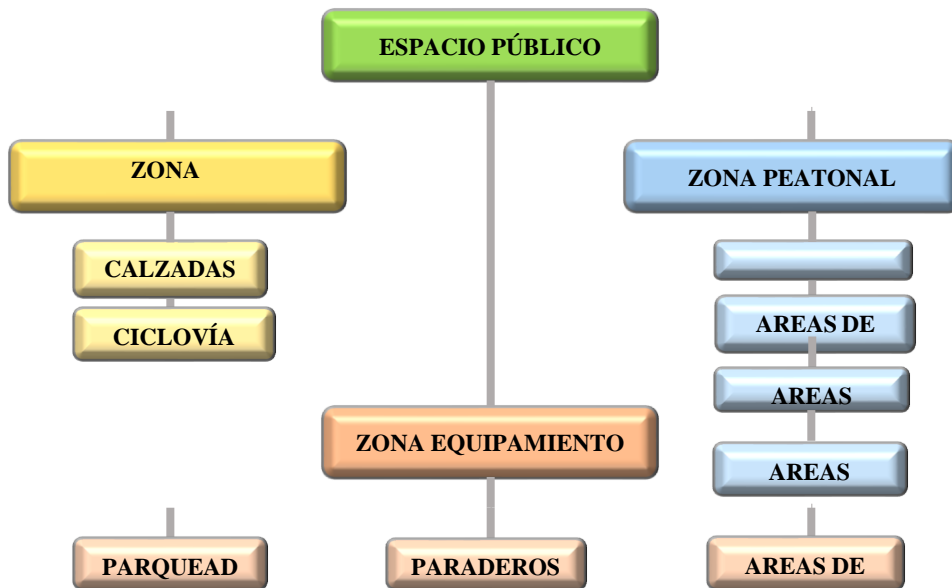 ESPACIO PÚBLICO
ZONA
CALZADAS
CICLOVÍA
ZONA PEATONAL
AREAS DE
AREAS
AREAS
ZONA EQUIPAMIENTO
PARQUEAD
PARADEROS
AREAS DE